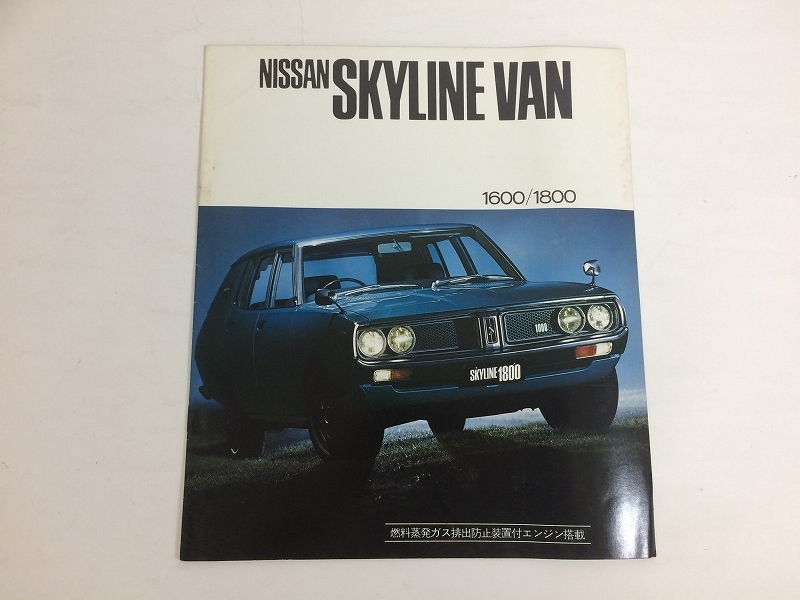 NISSAN SKYLINE VAN
1600/1800
1800
SKYLINE 1800
燃料蒸発ガス排出防止装置付エンジン搭載